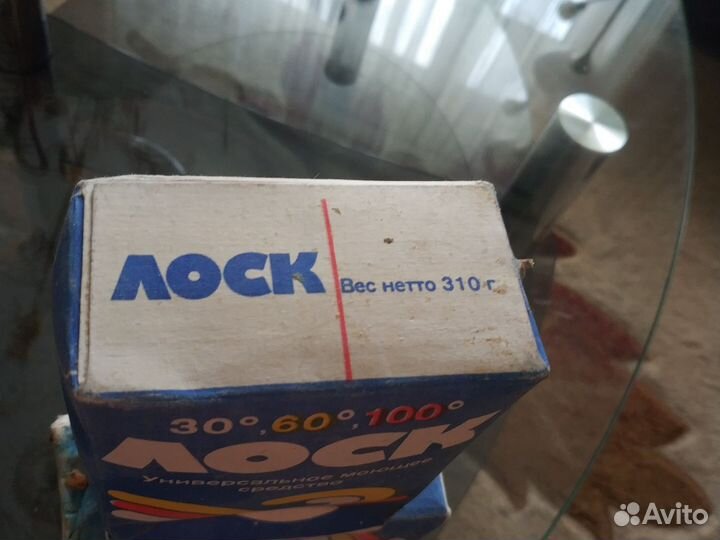 ЛОСК
Вес нетто 310 г
30°, 60°, 100°
ЛОСК
Универсальное моющее
средство
Avito